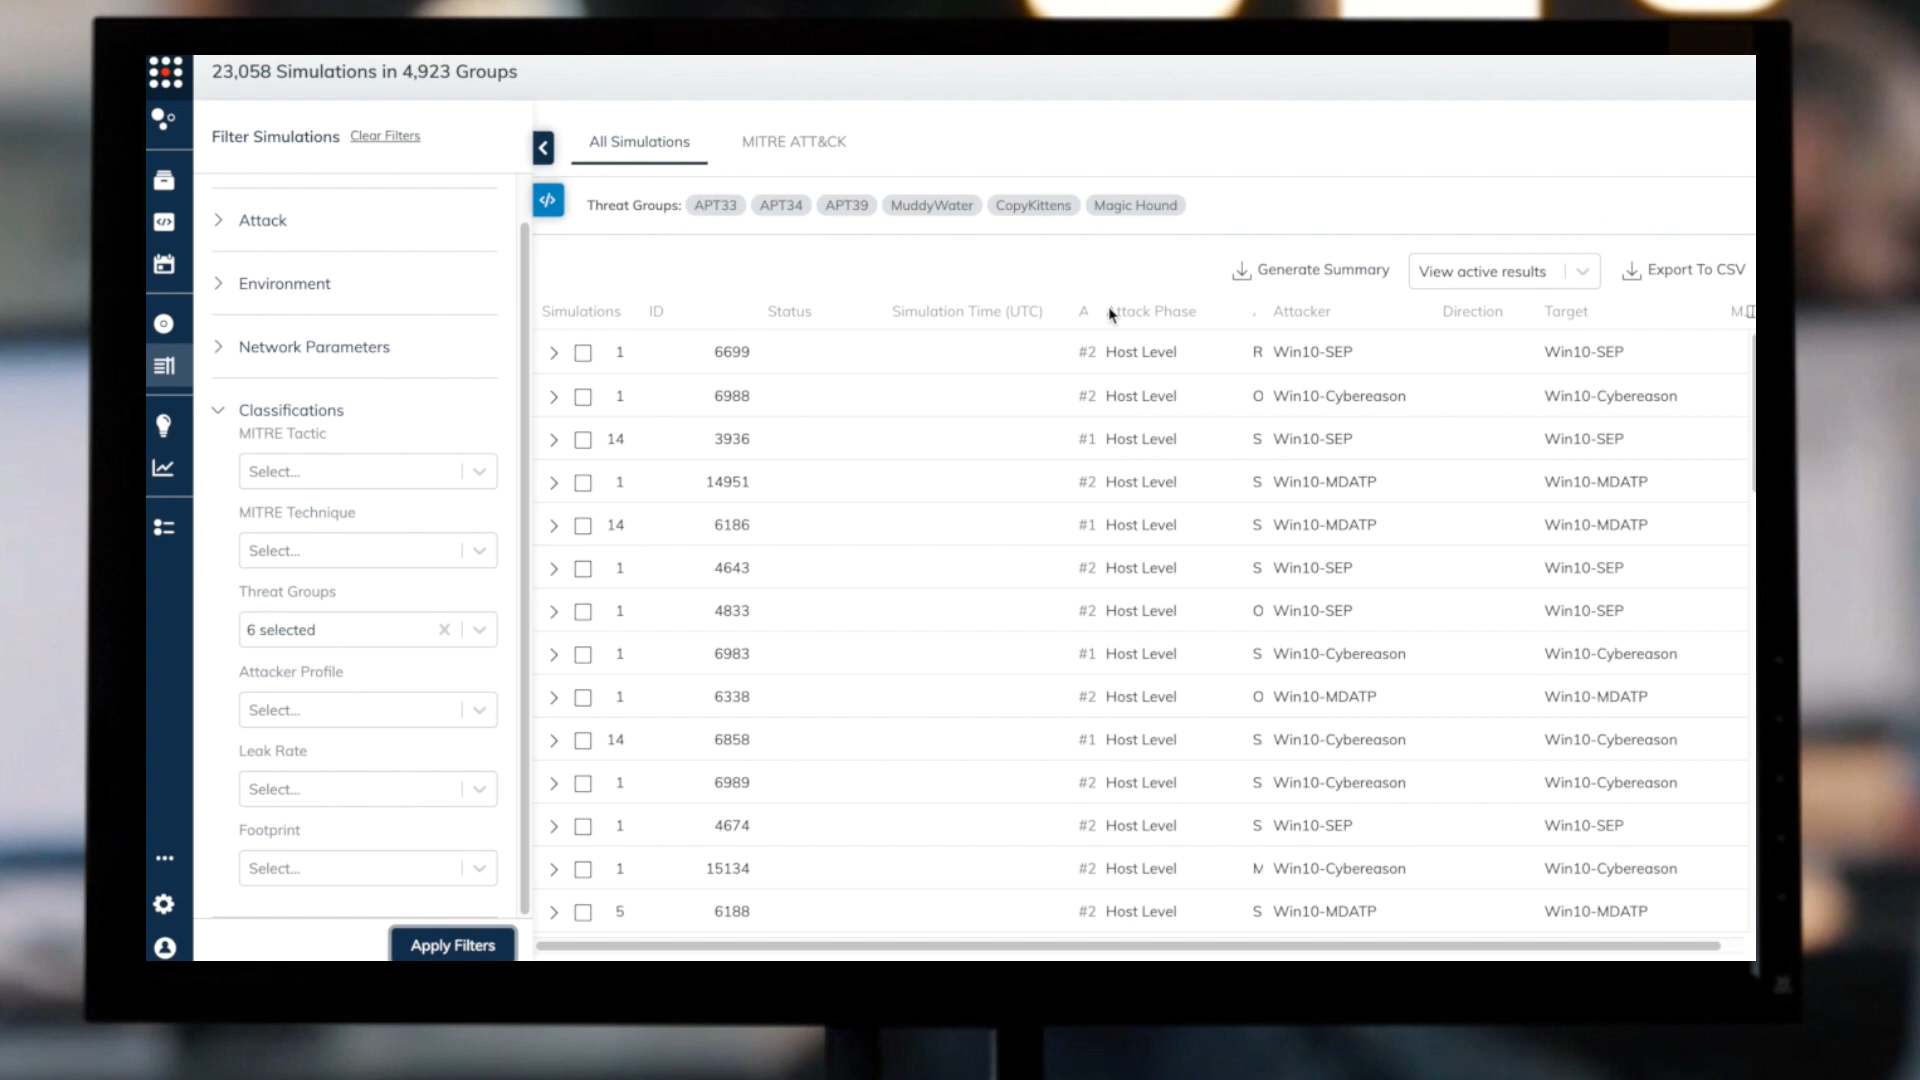 23,058 Simulations in 4,923 Groups
Filter Simulations Clear Filters
Attack
Environment
Network Parameters
Classifications
MITRE Tactic
Select...
MITRE Technique
Select...
Threat Groups
6 selected
Attacker Profile
Select...
Leak Rate
Select...
Footprint
Select...
Apply Filters
All Simulations MITRE ATT&CK
Threat Groups: APT33 APT34 APT39 MuddyWater CopyKittens Magic Hound
Generate Summary View active results Export To CSV
Simulations ID Status Simulation Time (UTC) A Attack Phase Attacker Direction Target
1 6699 #2 Host Level R Win10-SEP Win10-SEP
1 6988 #2 Host Level O Win10-Cybereason Win10-Cybereason
14 3936 #1 Host Level S Win10-SEP Win10-SEP
1 14951 #2 Host Level S Win10-MDATP Win10-MDATP
14 6186 #1 Host Level S Win10-MDATP Win10-MDATP
1 4643 #2 Host Level S Win10-SEP Win10-SEP
1 4833 #2 Host Level O Win10-SEP Win10-SEP
1 6983 #1 Host Level S Win10-Cybereason Win10-Cybereason
1 6338 #2 Host Level O Win10-MDATP Win10-MDATP
14 6858 #1 Host Level S Win10-Cybereason Win10-Cybereason
1 6989 #2 Host Level S Win10-Cybereason Win10-Cybereason
1 4674 #2 Host Level S Win10-SEP Win10-SEP
1 15134 #2 Host Level M Win10-Cybereason Win10-Cybereason
5 6188 #2 Host Level S Win10-MDATP Win10-MDATP